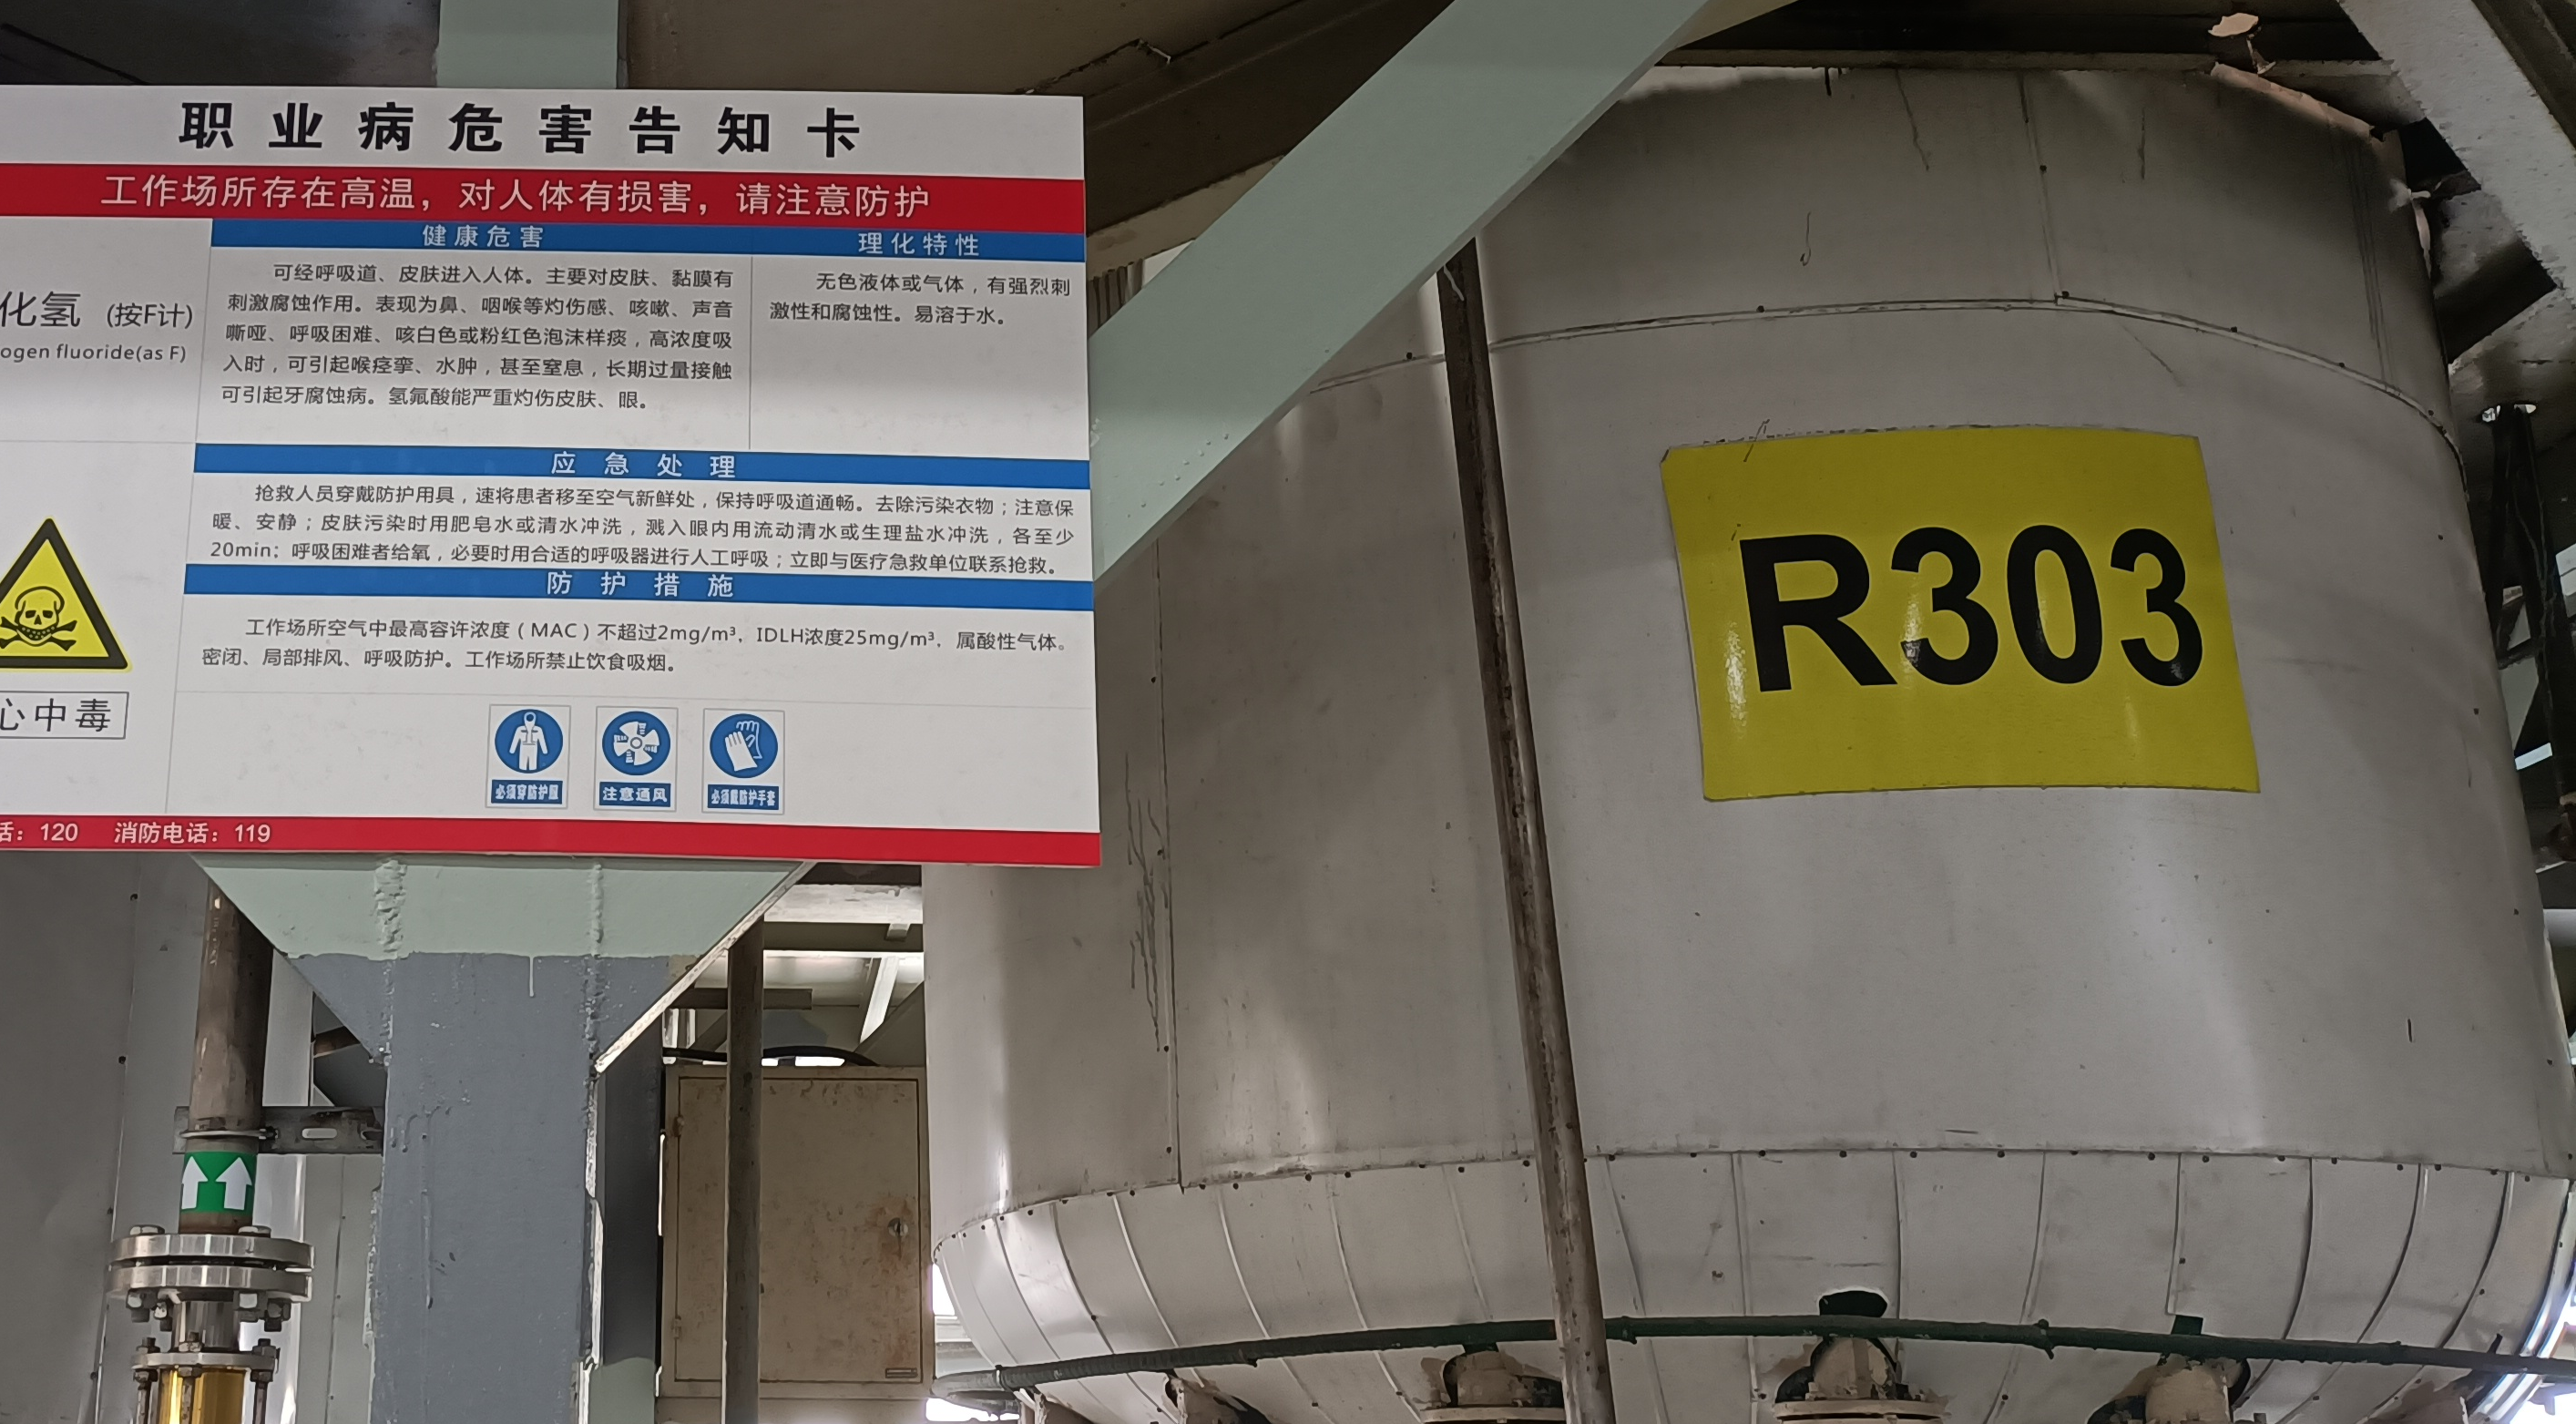 职业病危害告知卡
工作场所存在高温，对人体有损害，请注意防护
健康危害
理化特性
化氢 (按F计)
ogen fluoride(as F)
可经呼吸道、皮肤进入人体。主要对皮肤、黏膜有
刺激腐蚀作用。表现为鼻、咽喉等灼伤感、咳嗽、声音
嘶哑、呼吸困难、咳白色或粉红色泡沫样痰，高浓度吸
入时，可引起喉痉挛、水肿，甚至窒息，长期过量接触
可引起牙腐蚀病。氢氟酸能严重灼伤皮肤、眼。
无色液体或气体，有强烈刺
激性和腐蚀性。易溶于水。
应急处理
抢救人员穿戴防护用具，速将患者移至空气新鲜处，保持呼吸道通畅。去除污染衣物；注意保
暖、安静；皮肤污染时用肥皂水或清水冲洗，溅入眼内用流动清水或生理盐水冲洗，各至少
20min；呼吸困难者给氧，必要时用合适的呼吸器进行人工呼吸；立即与医疗急救单位联系抢救。
防护措施
工作场所空气中最高容许浓度（MAC）不超过2mg/m³，IDLH浓度25mg/m³，属酸性气体。
密闭、局部排风、呼吸防护。工作场所禁止饮食吸烟。
心中毒
必须穿防护服
注意通风
必须戴防护手套
话：120 消防电话：119
R303